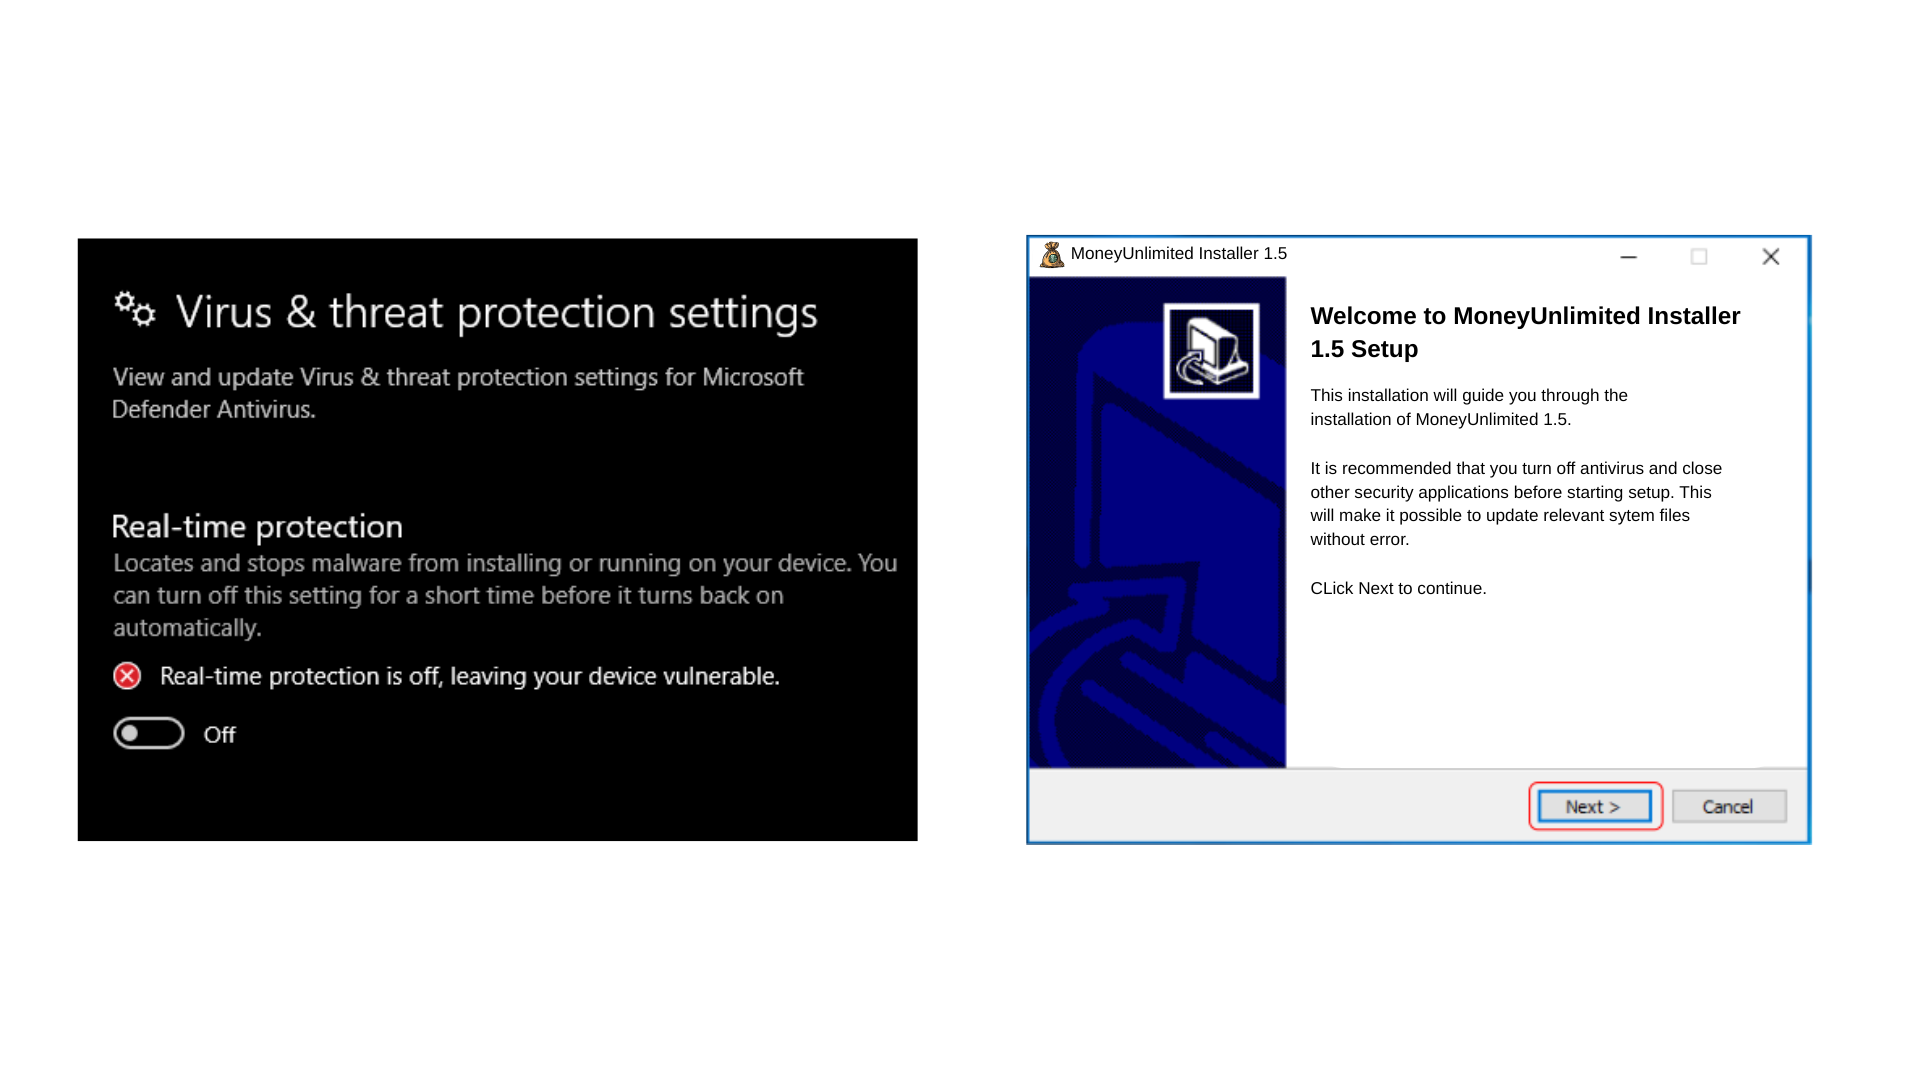 Virus & threat protection settings
View and update Virus & threat protection settings for Microsoft
Defender Antivirus.
Real-time protection
Locates and stops malware from installing or running on your device. You
can turn off this setting for a short time before it turns back on
automatically.
Real-time protection is off, leaving your device vulnerable.
Off
MoneyUnlimited Installer 1.5
Welcome to MoneyUnlimited Installer
1.5 Setup
This installation will guide you through the
installation of MoneyUnlimited 1.5.
It is recommended that you turn off antivirus and close
other security applications before starting setup. This
will make it possible to update relevant sytem files
without error.
CLick Next to continue.
Next >
Cancel